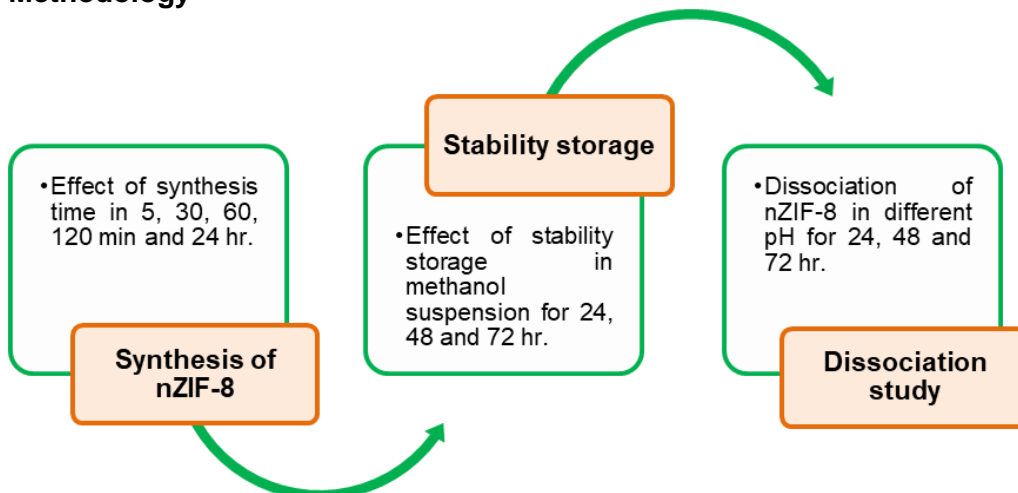 Methodology
•Effect of synthesis
time in 5, 30, 60,
120 min and 24 hr.
Synthesis of
nZIF-8
Stability storage
•Effect of stability
storage in
methanol
suspension for 24,
48 and 72 hr.
•Dissociation of
nZIF-8 in different
pH for 24, 48 and
72 hr.
Dissociation
study